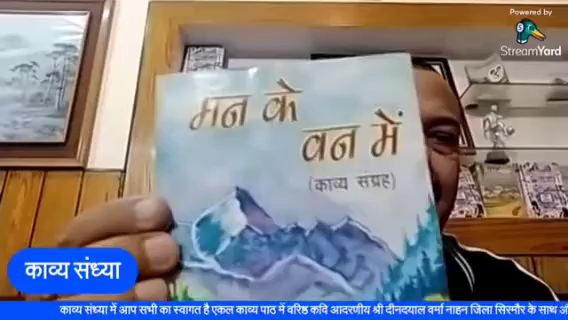 Powered by
StreamYard
मन के
वन में
(काव्य संग्रह)
काव्य संध्या
काव्य संध्या में आप सभी का स्वागत है एकल काव्य पाठ में वरिष्ठ कवि आदरणीय श्री दीनदयाल वर्मा नाहन जिला सिरमौर के साथ